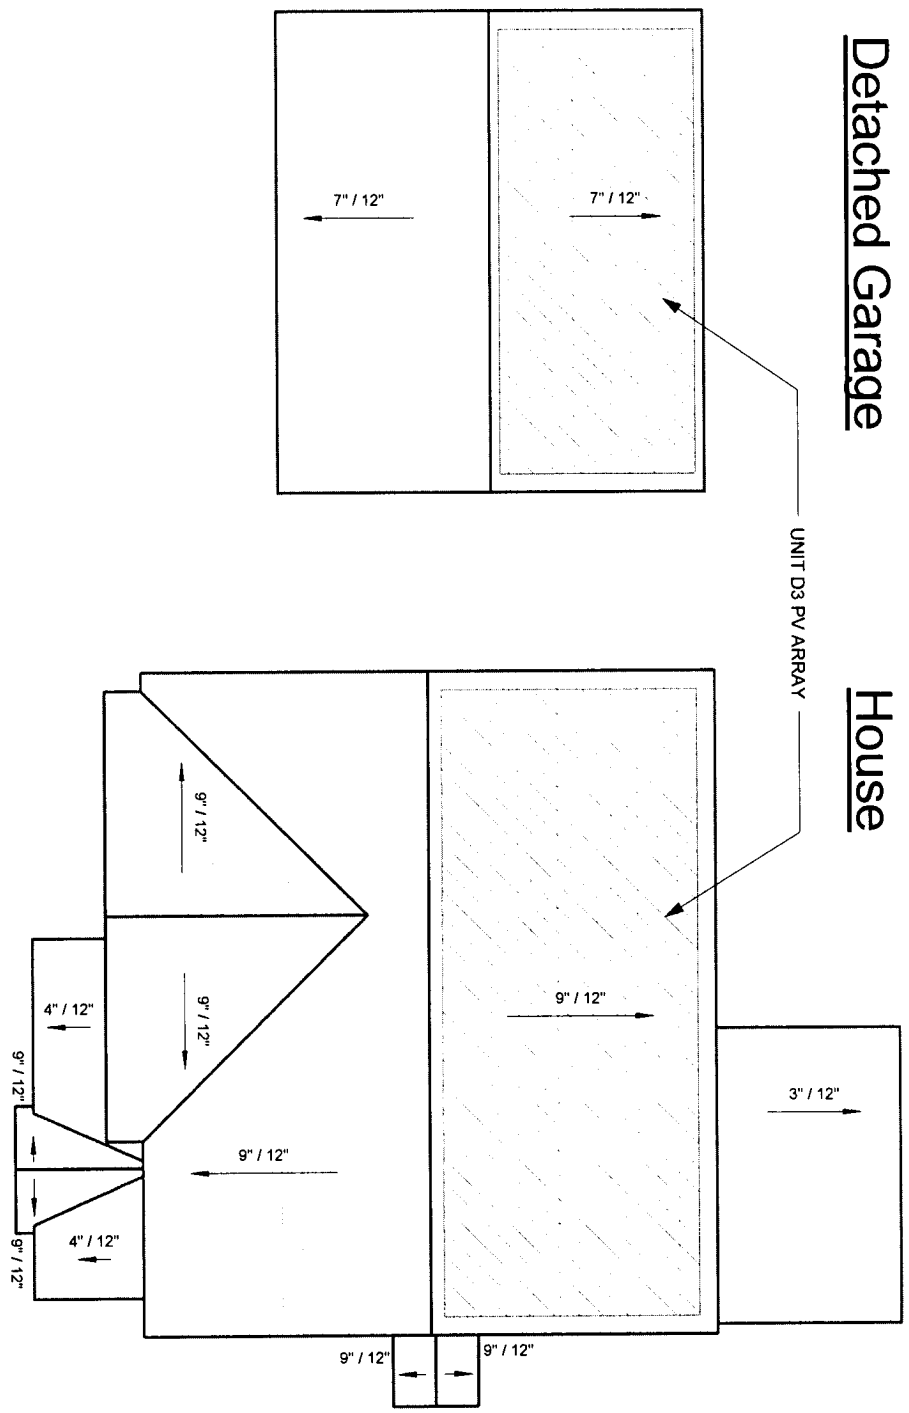 Detached Garage
7" / 12"
7" / 12"
UNIT D3 PV ARRAY
House
9" / 12"
9" / 12"
9" / 12"
3" / 12"
4" / 12"
9" / 12"
9" / 12"
4" / 12"
9" / 12"
9" / 12"
9" / 12"